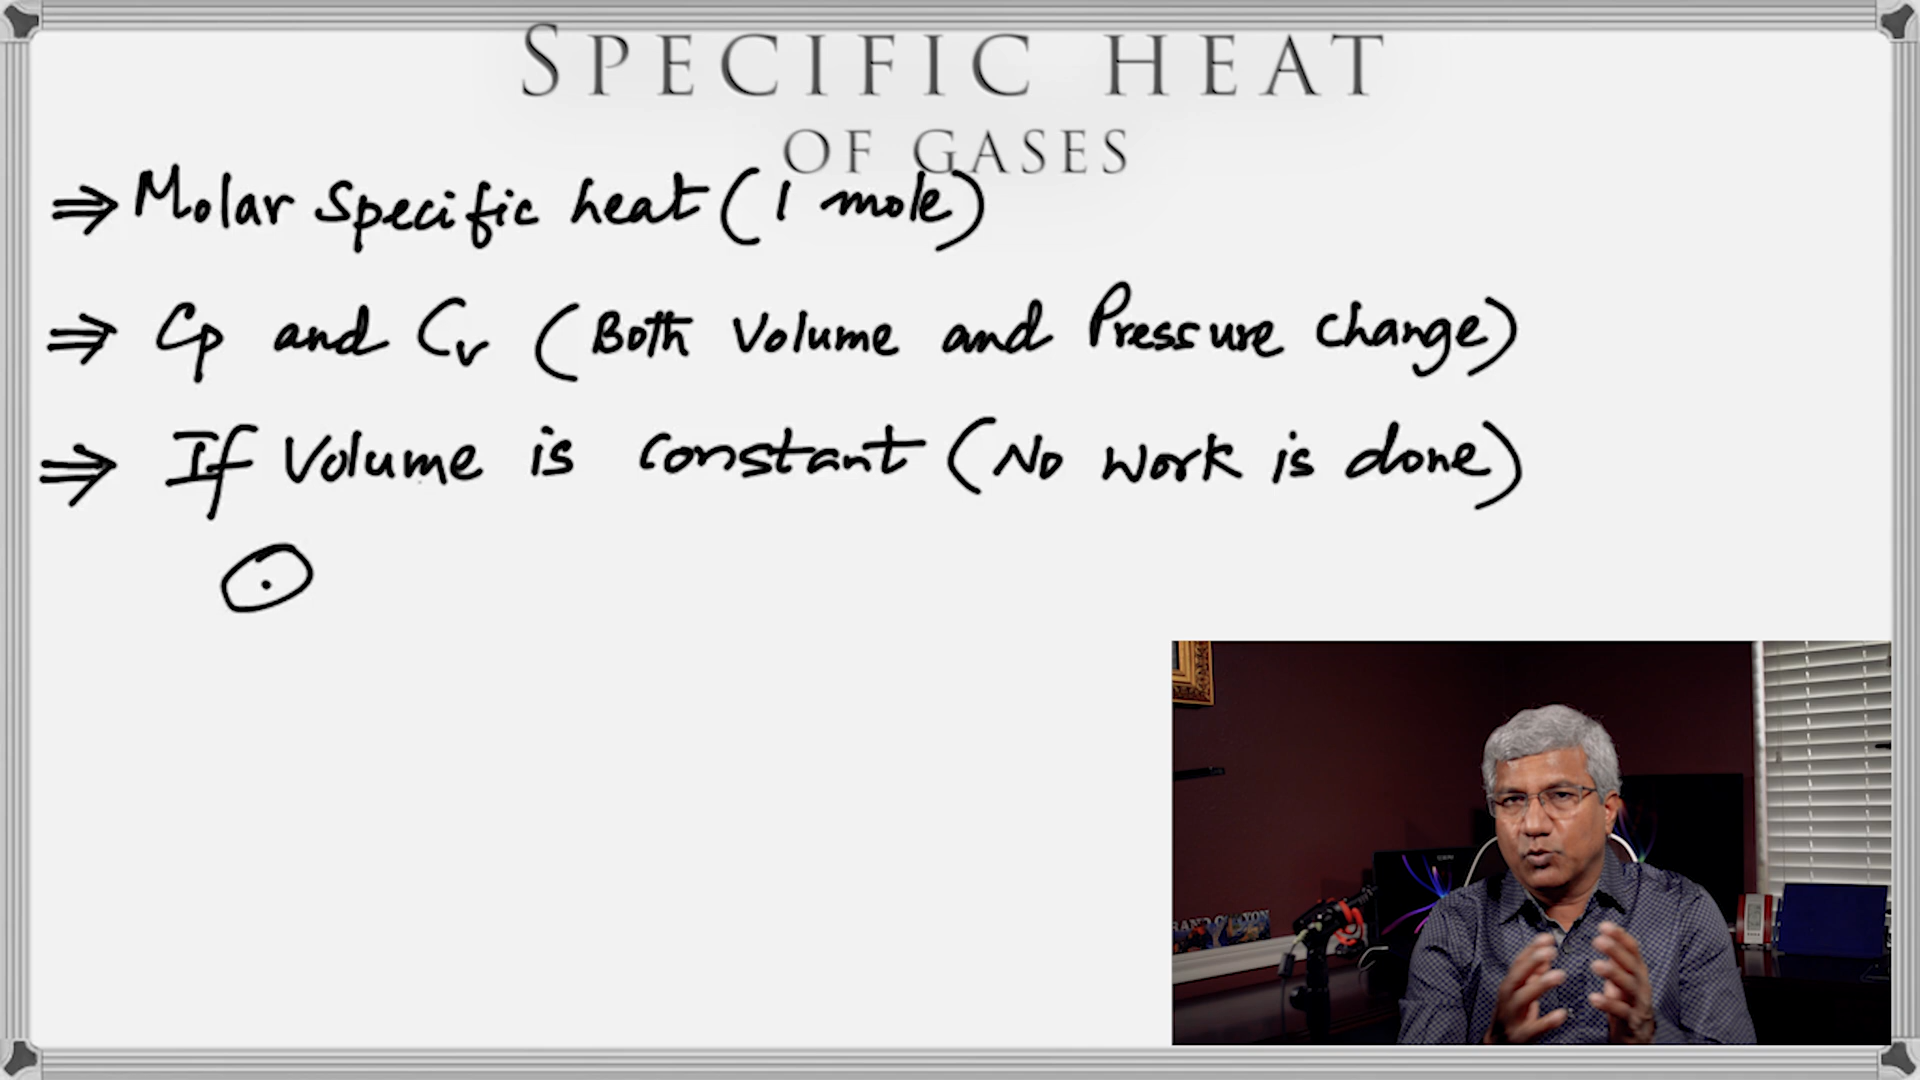 SPECIFIC HEAT
OF GASES
⇒ Molar Specific heat (1 mole)
⇒ Cp and Cv (Both Volume and Pressure change)
⇒ If Volume is constant (No work is done)